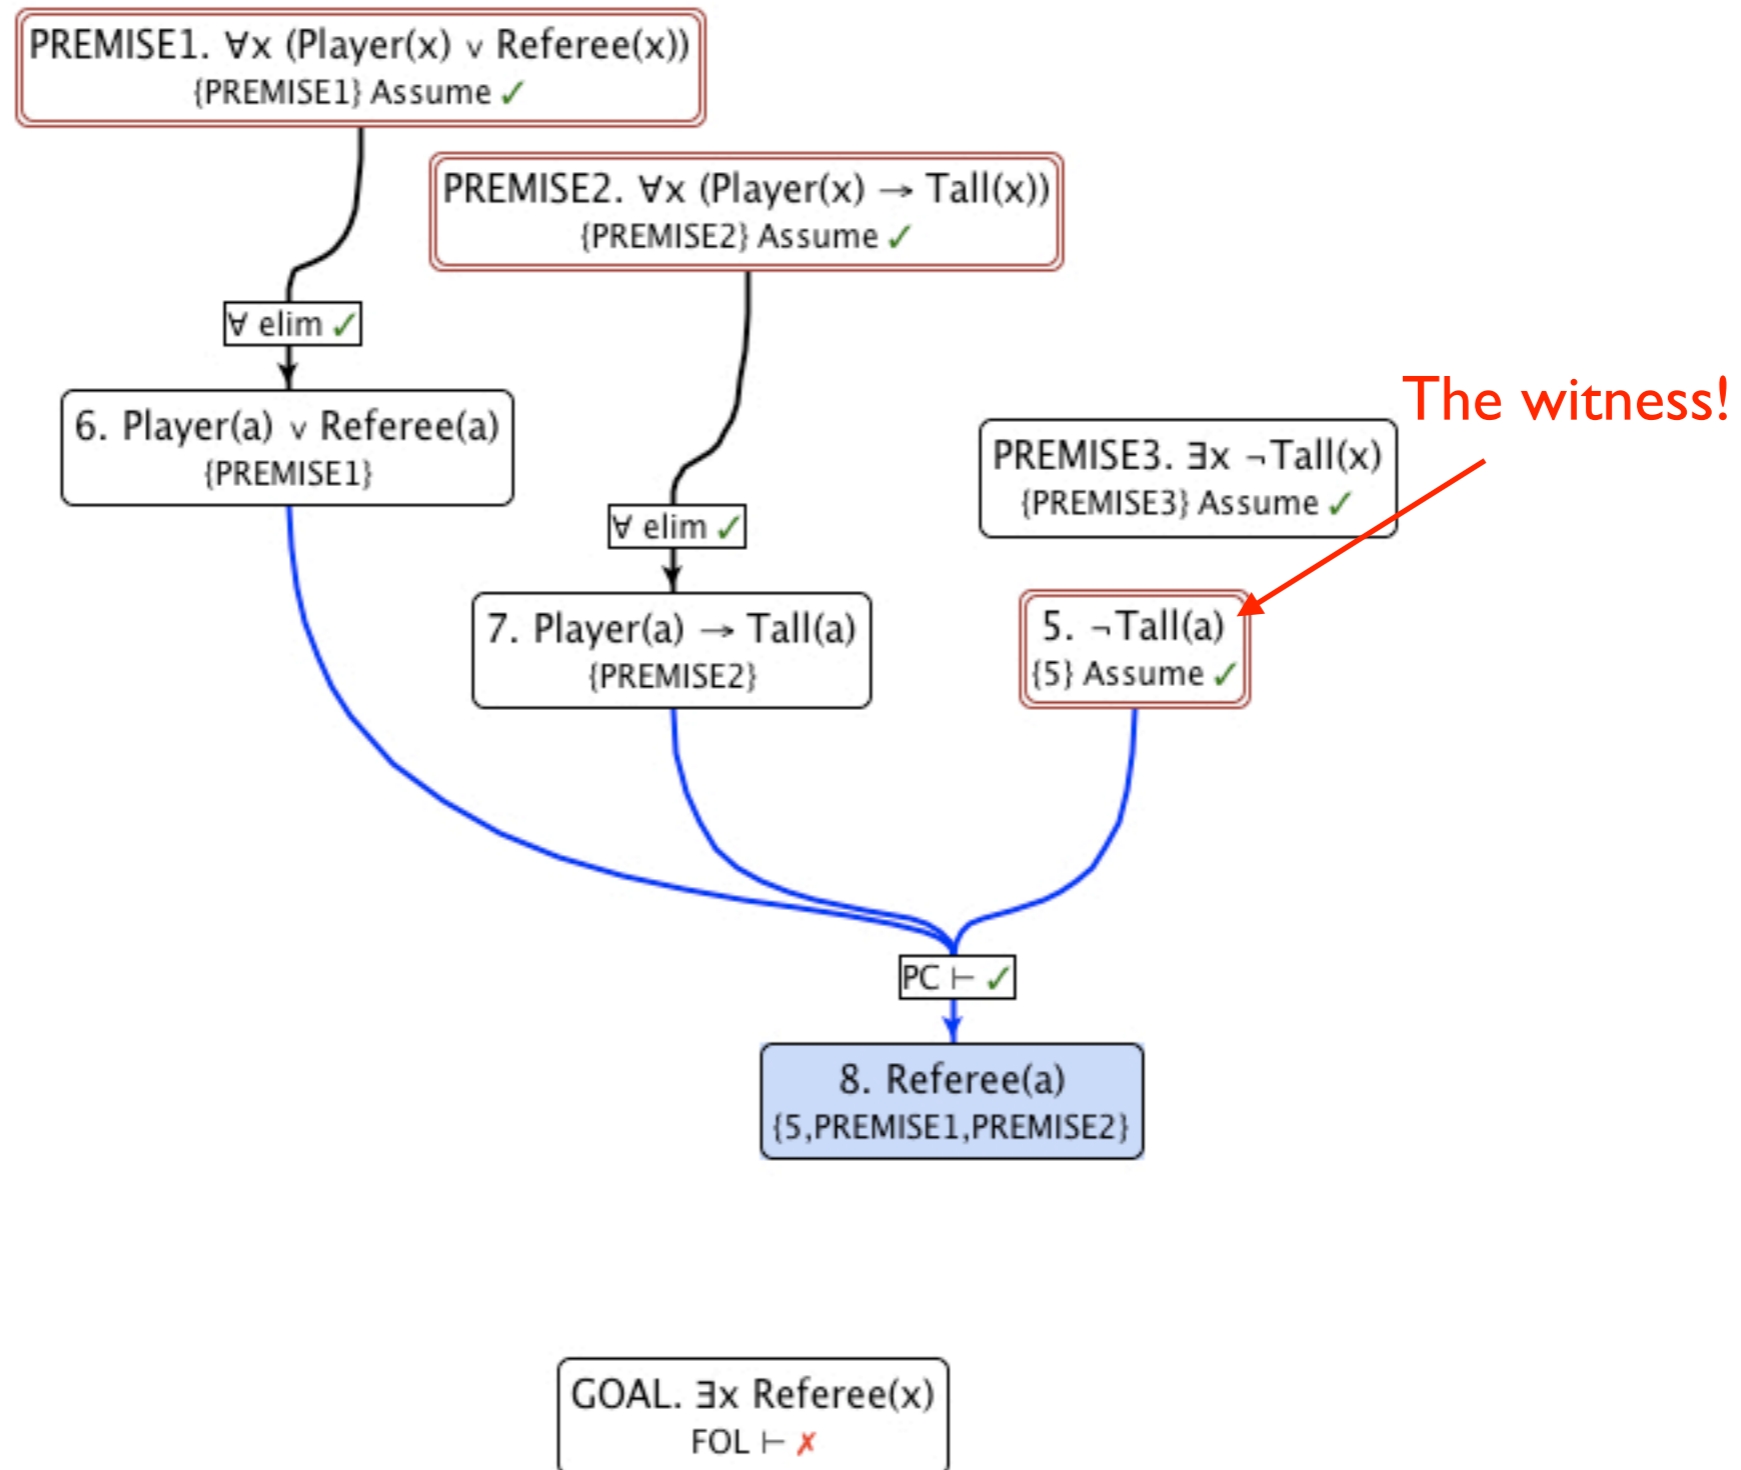 PREMISE1. ∀x (Player(x) ∨ Referee(x))
{PREMISE1} Assume ✓
PREMISE2. ∀x (Player(x) → Tall(x))
{PREMISE2} Assume ✓
∀ elim ✓
6. Player(a) ∨ Referee(a)
{PREMISE1}
The witness!
PREMISE3. ∃x ¬Tall(x)
{PREMISE3} Assume ✓
∀ elim ✓
7. Player(a) → Tall(a)
{PREMISE2}
5. ¬Tall(a)
{5} Assume ✓
PC ⊢ ✓
8. Referee(a)
{5,PREMISE1,PREMISE2}
GOAL. ∃x Referee(x)
FOL ⊢ ✗